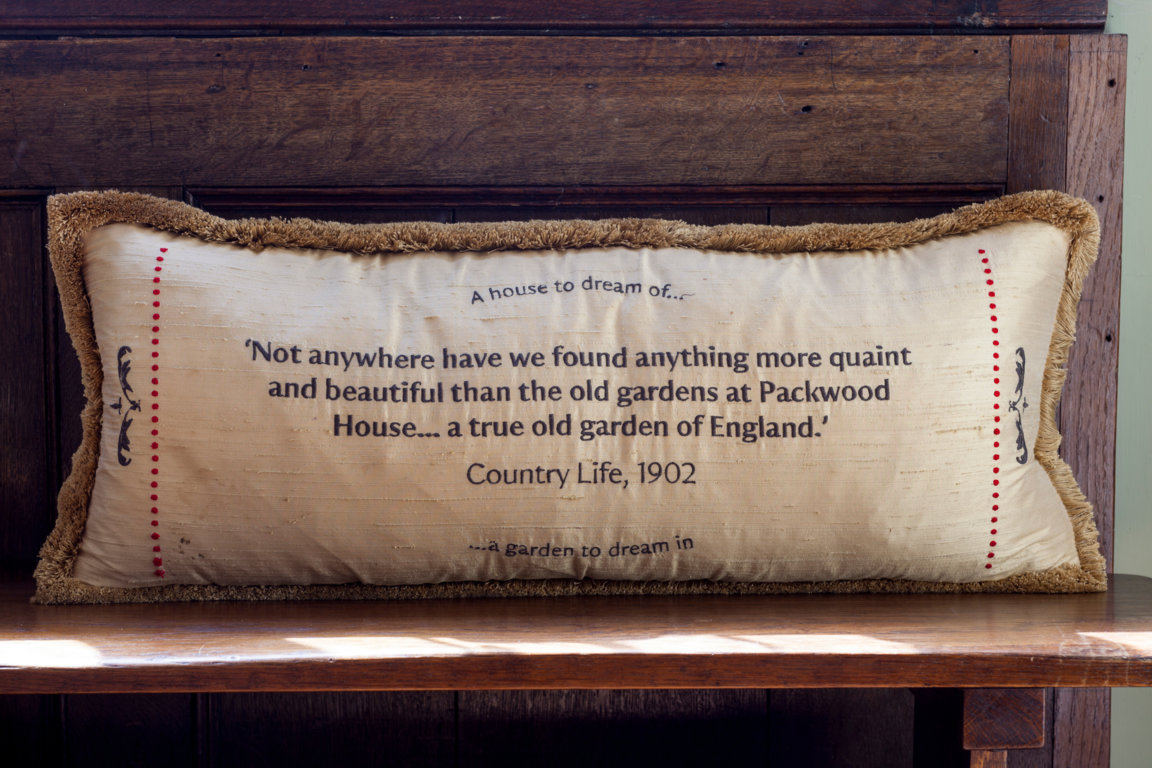 A house to dream of...
‘Not anywhere have we found anything more quaint
and beautiful than the old gardens at Packwood
House... a true old garden of England.’
Country Life, 1902
...a garden to dream in